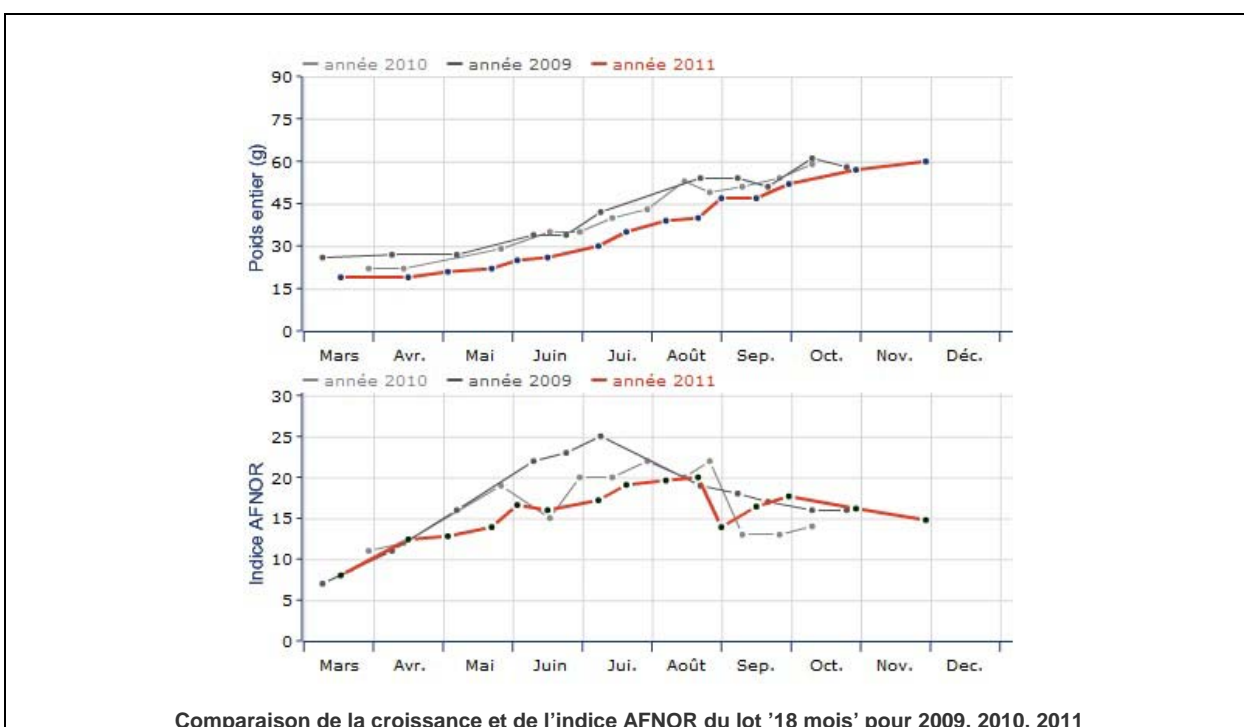 année 2010 année 2009 année 2011
90
75
60
45
30
15
0
Poids entier (g)
Mars Avr. Mai Juin Jui. Août Sep. Oct. Nov. Déc.
année 2010 année 2009 année 2011
30
25
20
15
10
5
0
Indice AFNOR
Mars Avr. Mai Juin Jui. Août Sep. Oct. Nov. Dec.
Comparaison de la croissance et de l'indice AFNOR du lot '18 mois' pour 2009, 2010, 2011